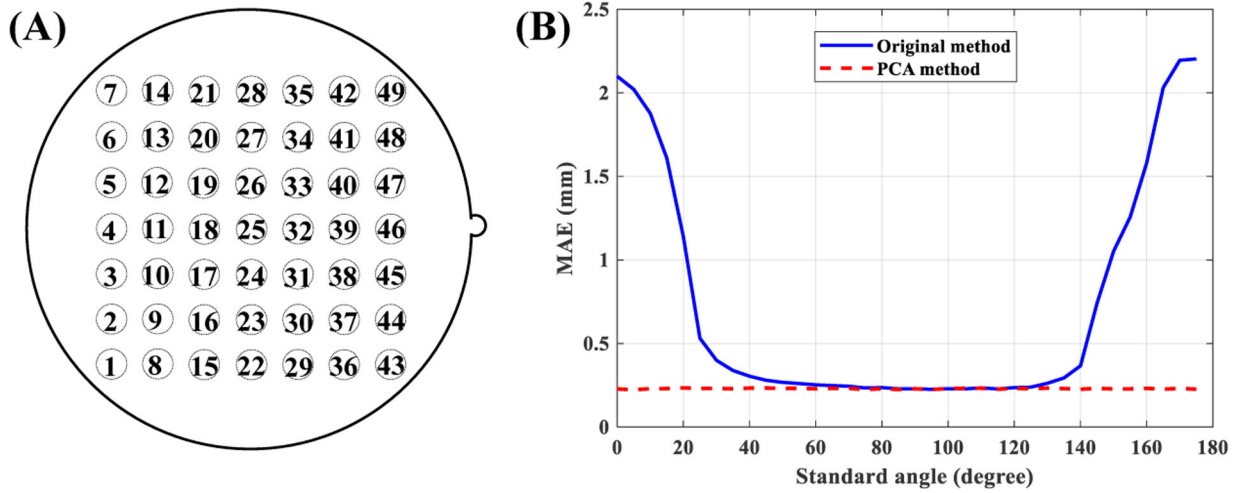 (A)
7 14 21 28 35 42 49
6 13 20 27 34 41 48
5 12 19 26 33 40 47
4 11 18 25 32 39 46
3 10 17 24 31 38 45
2 9 16 23 30 37 44
1 8 15 22 29 36 43
(B)
Original method
PCA method
2.5
2
1.5
1
0.5
0
MAE (mm)
0 20 40 60 80 100 120 140 160 180
Standard angle (degree)